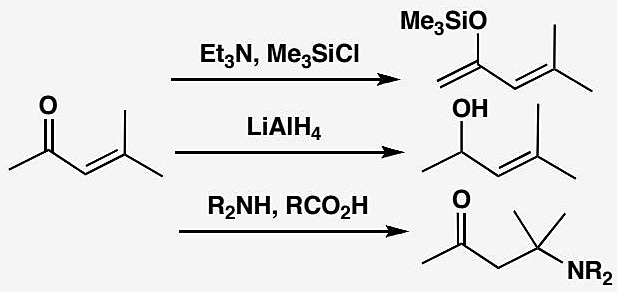 Me₃SiO
Et₃N, Me₃SiCl
O
OH
LiAlH₄
R₂NH, RCO₂H
O
NR₂